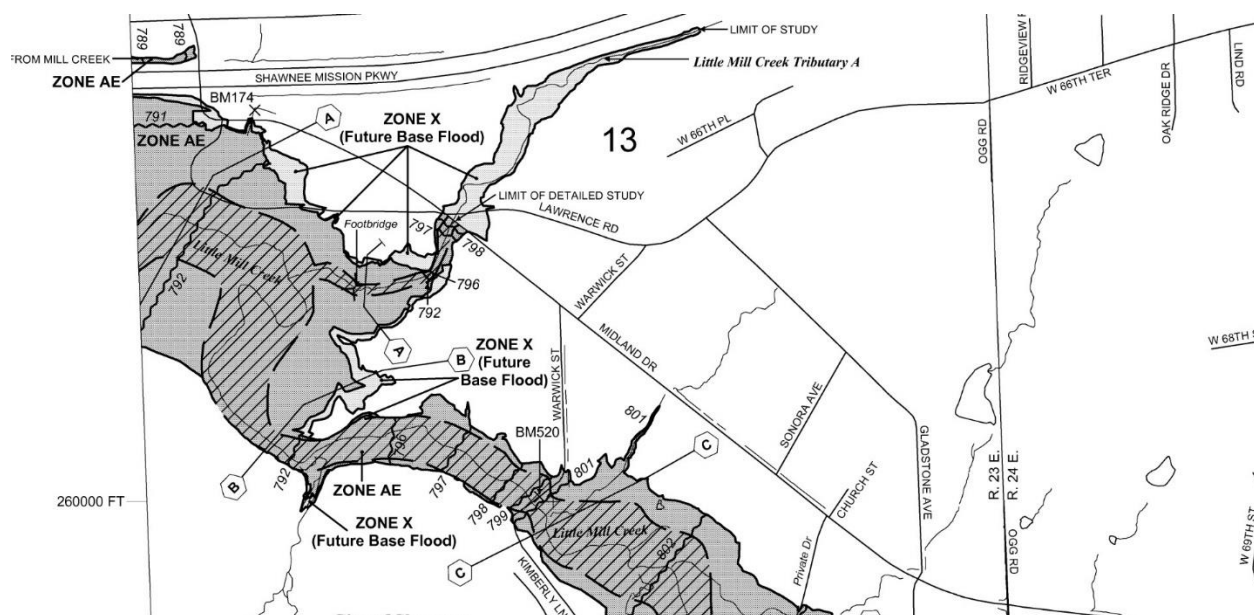 789
789
FROM MILL CREEK
ZONE AE
SHAWNEE MISSION PKWY
LIMIT OF STUDY
Little Mill Creek Tributary A
BM174
791
ZONE AE
A
ZONE X
(Future Base Flood)
13
W 66TH PL
W 66TH TER
OGG RD
OAK RIDGE DR
LIND RD
LIMIT OF DETAILED STUDY
LAWRENCE RD
Footbridge
797
798
796
792
Little Mill Creek
792
WARWICK ST
A
B
ZONE X
(Future
Base Flood)
MIDLAND DR
WARWICK ST
SONORA AVE
GLADSTONE AVE
R. 23 E.
R. 24 E.
OGG RD
801
801
BM520
C
B
792
796
797
798
799
ZONE AE
260000 FT
ZONE X
(Future Base Flood)
Little Mill Creek
802
C
KIMBERLY LN
Private Dr
CHURCH ST
W 68TH S
W 69TH ST